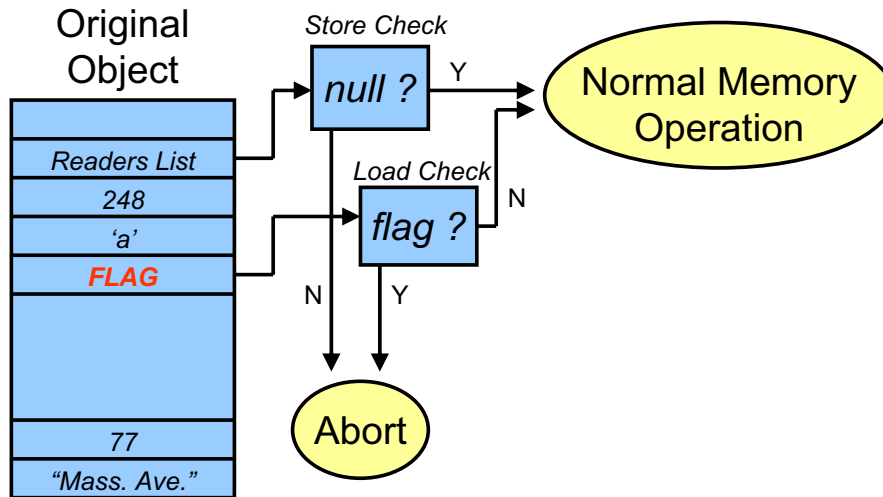 Original
Object
Readers List
248
‘a’
FLAG
77
“Mass. Ave.”
Store Check
null ?
Y
N
Load Check
flag ?
N
Y
Normal Memory
Operation
Abort